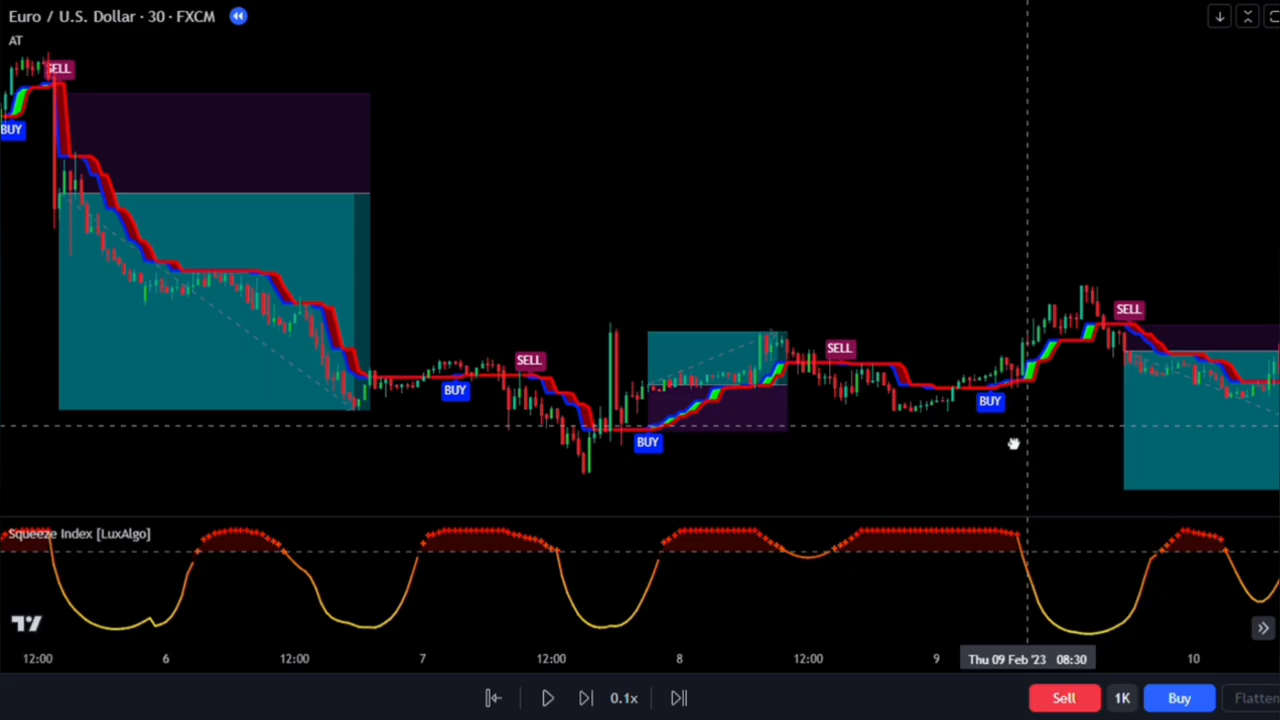 Euro / U.S. Dollar · 30 · FXCM
AT
SELL
BUY
SELL
BUY
BUY
SELL
BUY
SELL
Squeeze Index [LuxAlgo]
12:00 6 12:00 7 12:00 8 12:00 9 Thu 09 Feb '23 08:30 10
0.1x
Sell 1K Buy Flatten